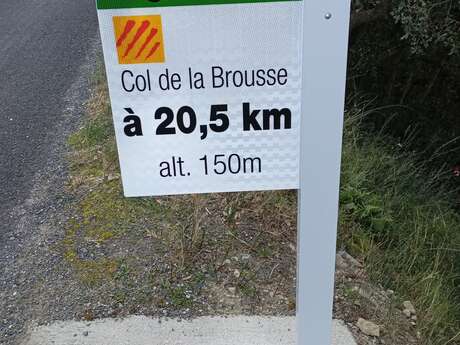 Col de la Brousse
à 20,5 km
alt. 150m